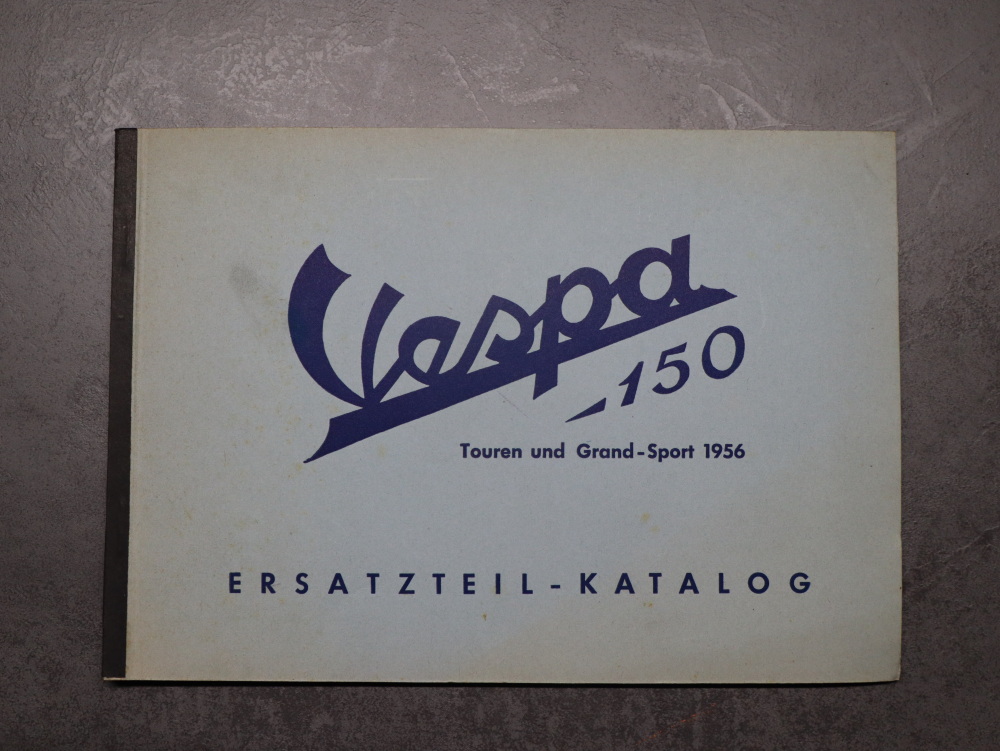 Vespa
150
Touren und Grand-Sport 1956
ERSATZTEIL-KATALOG